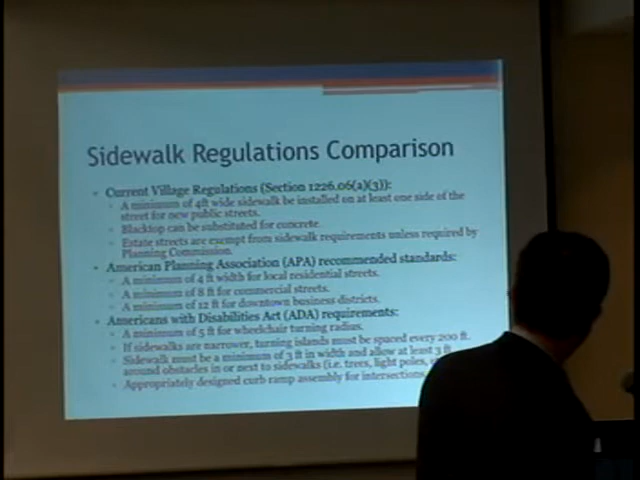 Sidewalk Regulations Comparison
• Current Village Regulations (Section 1226.06(a)(3)):
▫ A minimum of 4ft wide sidewalk be installed on at least one side of the
street for new public streets.
▫ Blacktop can be substituted for concrete.
▫ Estate streets are exempt from sidewalk requirements unless required by
Planning Commission.
• American Planning Association (APA) recommended standards:
▫ A minimum of 4 ft width for local residential streets.
▫ A minimum of 8 ft for commercial streets.
▫ A minimum of 12 ft for downtown business districts.
• Americans with Disabilities Act (ADA) requirements:
▫ A minimum of 5 ft for wheelchair turning radius.
▫ If sidewalks are narrower, turning islands must be spaced every 200 ft.
▫ Sidewalk must be a minimum of 3 ft in width and allow at least 3 ft
around obstacles in or next to sidewalks (i.e. trees, light poles,
▫ Appropriately designed curb ramp assembly for intersections,